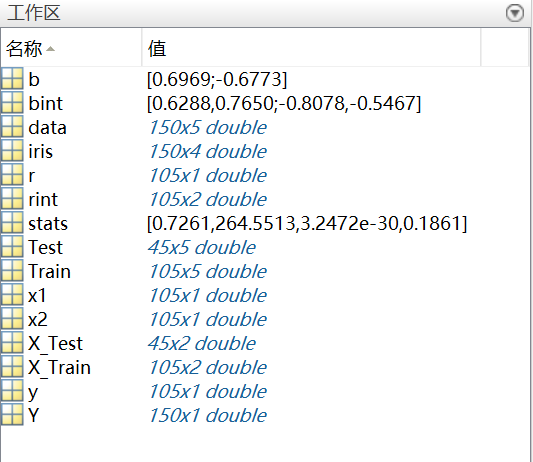 工作区
名称 值
b [0.6969;-0.6773]
bint [0.6288,0.7650;-0.8078,-0.5467]
data 150x5 double
iris 150x4 double
r 105x1 double
rint 105x2 double
stats [0.7261,264.5513,3.2472e-30,0.1861]
Test 45x5 double
Train 105x5 double
x1 105x1 double
x2 105x1 double
X_Test 45x2 double
X_Train 105x2 double
y 105x1 double
Y 150x1 double